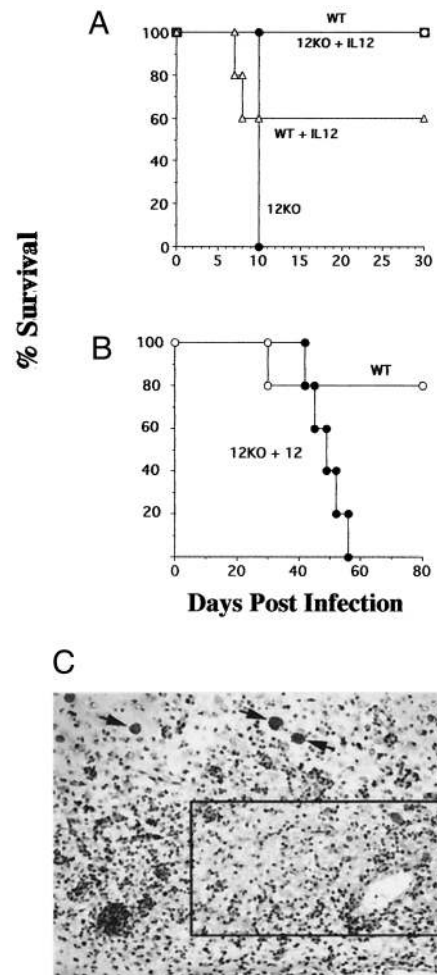 A
100
80
60
40
20
0
WT
12KO + IL12
WT + IL12
12KO
0 5 10 15 20 25 30
% Survival
B
100
80
60
40
20
WT
12KO + 12
0 20 40 60 80
Days Post Infection
C